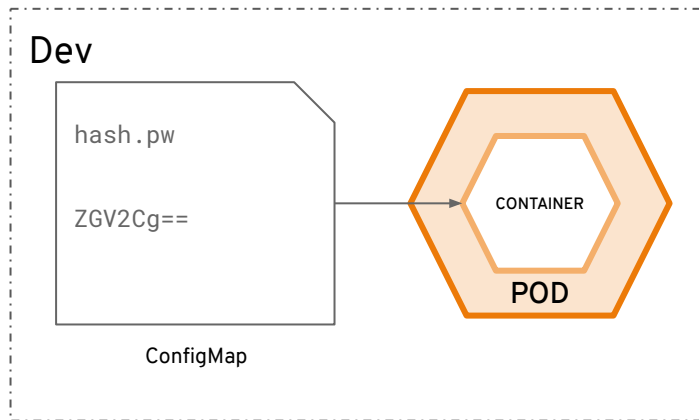 Dev
hash.pw
ZGV2Cg==
ConfigMap
CONTAINER
POD